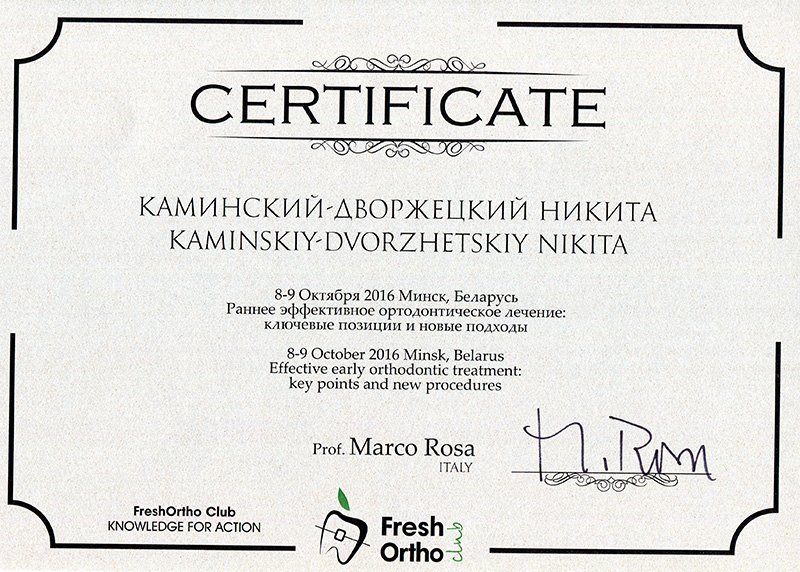 CERTIFICATE
КАМИНСКИЙ-ДВОРЖЕЦКИЙ НИКИТА
KAMINSKIY-DVORZHETSKIY NIKITA
8-9 Октября 2016 Минск, Беларусь
Раннее эффективное ортодонтическое лечение:
ключевые позиции и новые подходы
8-9 October 2016 Minsk, Belarus
Effective early orthodontic treatment:
key points and new procedures
Prof. Marco Rosa
ITALY
FreshOrtho Club
KNOWLEDGE FOR ACTION
Fresh
Ortho
club